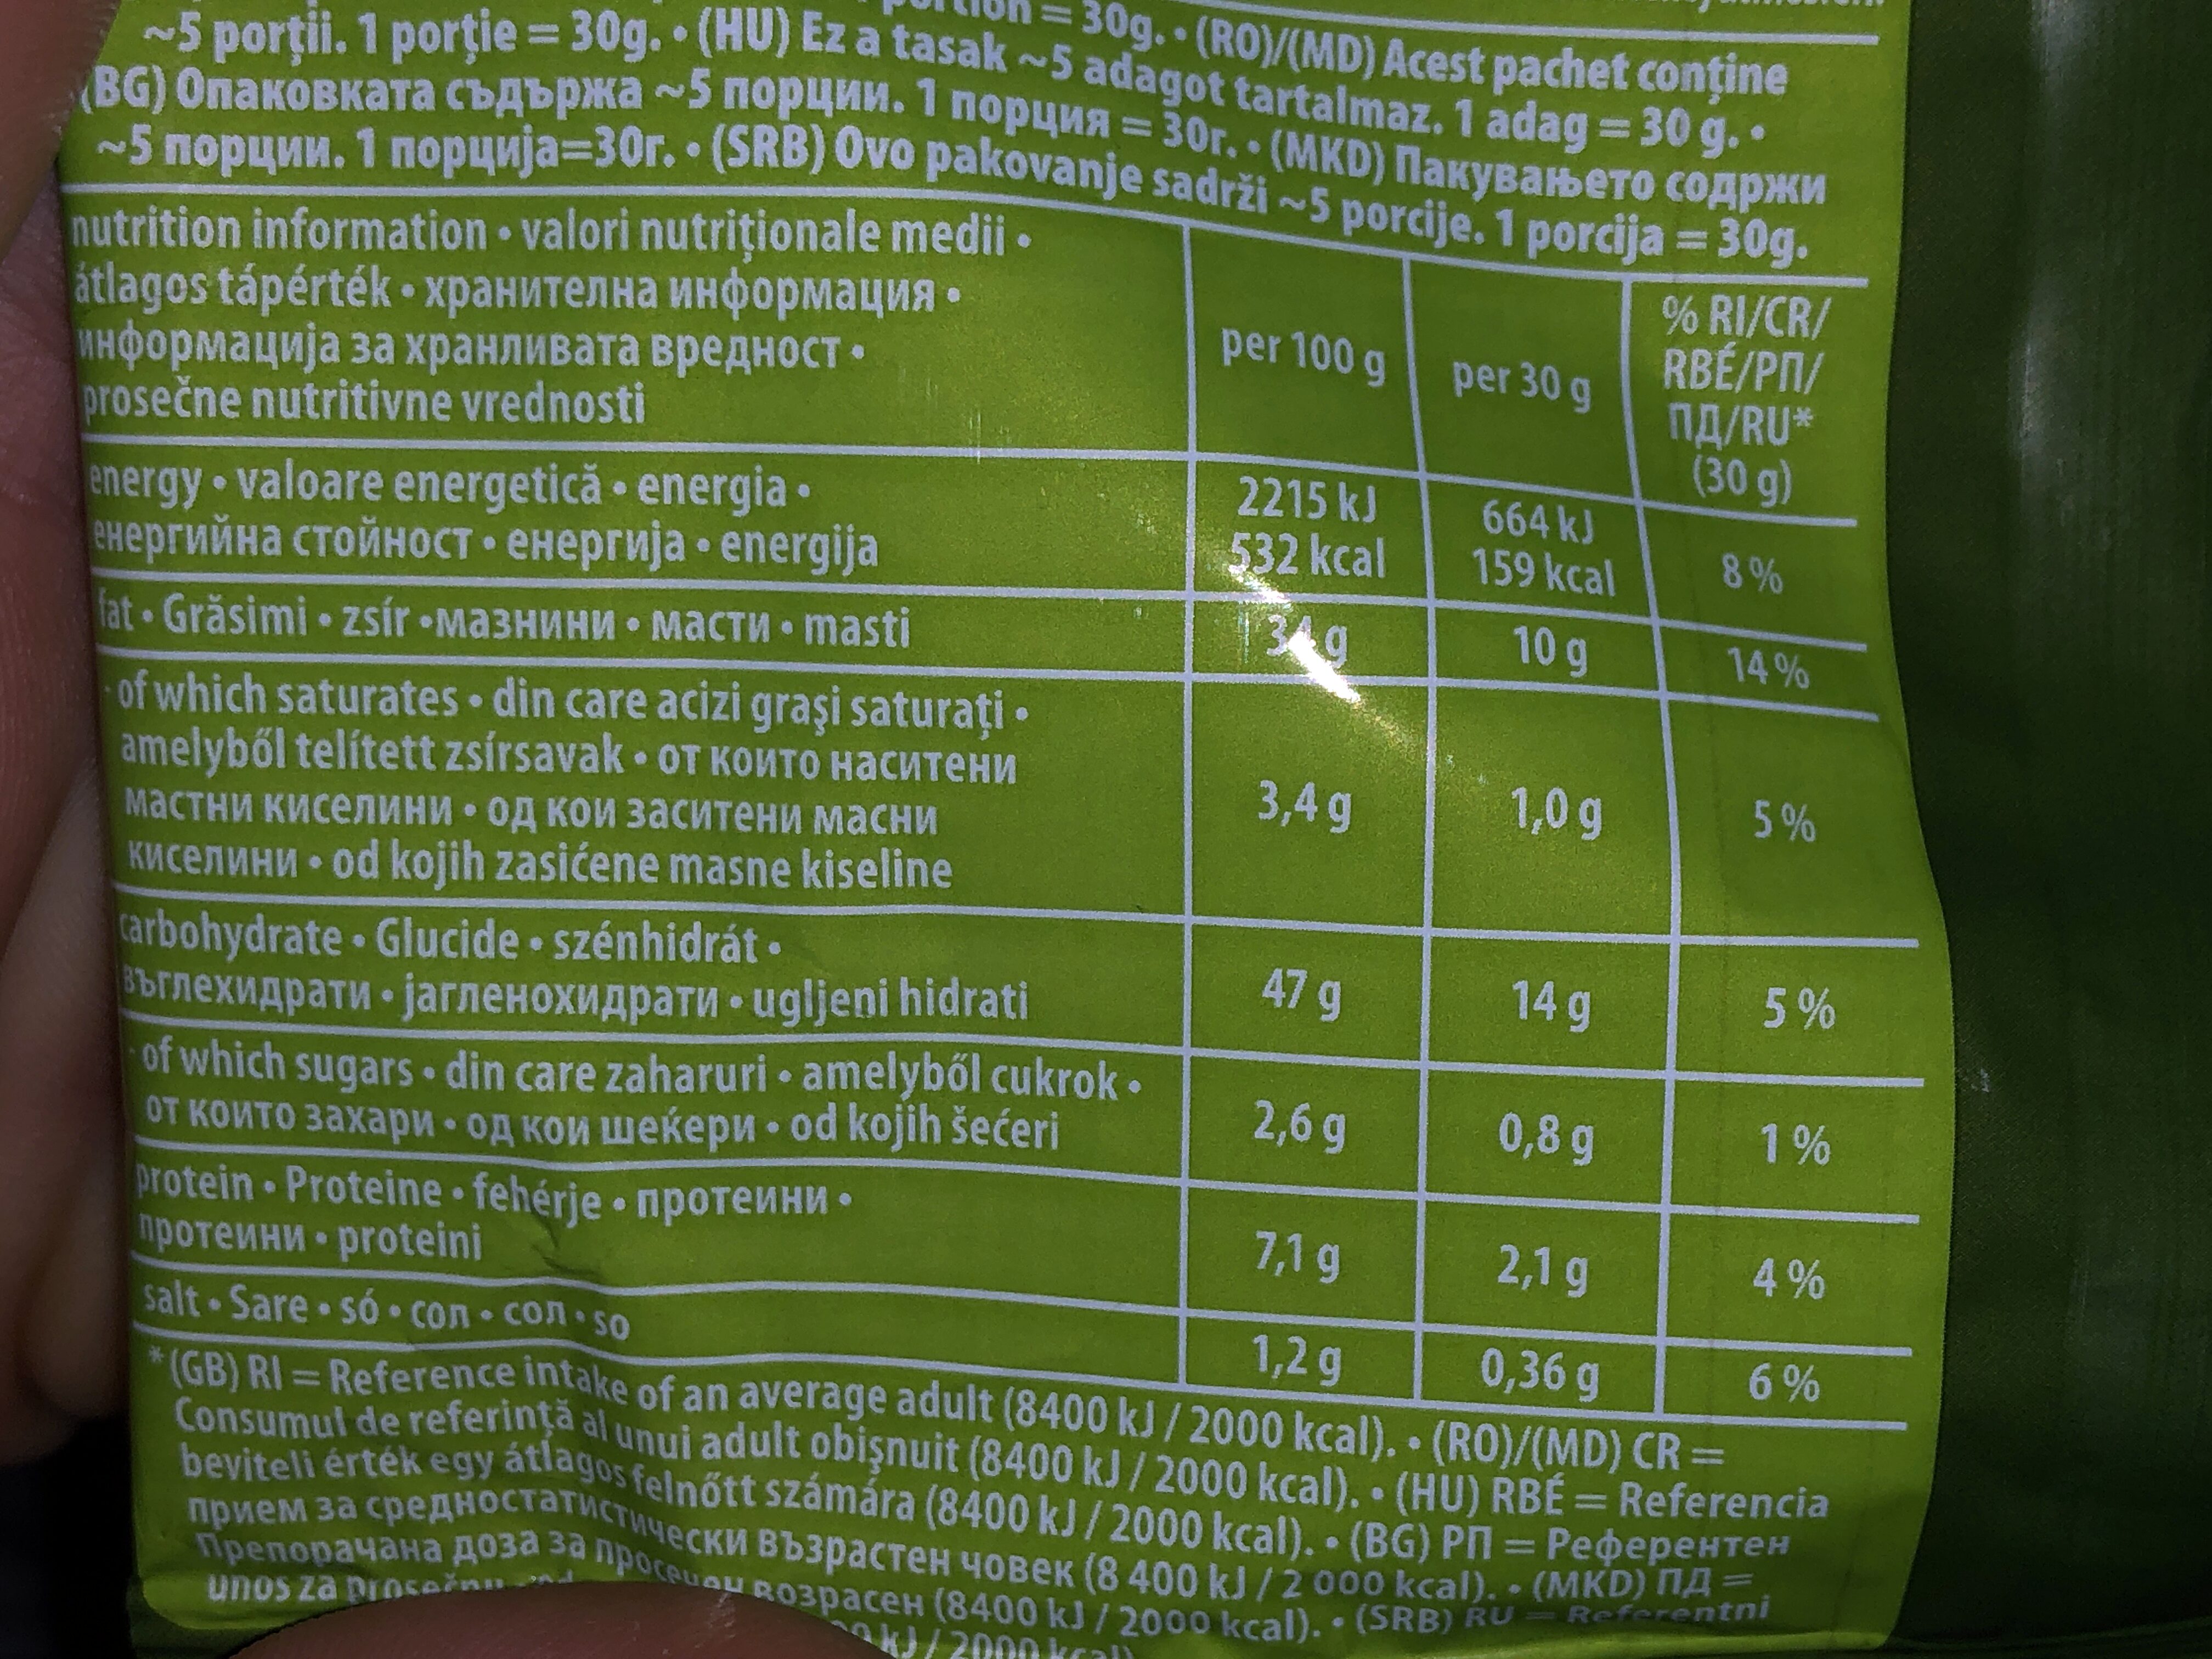 = 30g. • (RO)/(MD) Acest pachet conține
~5 porții. 1 porție = 30g. • (HU) Ez a tasak ~5 adagot tartalmaz. 1 adag = 30 g. •
(BG) Опаковката съдържа ~5 порции. 1 порция = 30г. • (MKD) Пакувањето содржи
~5 порции. 1 порција=30г. • (SRB) Ovo pakovanje sadrži ~5 porcije. 1 porcija = 30g.
nutrition information • valori nutriționale medii •
átlagos tápérték • хранителна информация •
информација за хранливата вредност •
prosečne nutritivne vrednosti
per 100 g
per 30 g
% RI/CR/
RBÉ/РП/
ПД/RU*
(30 g)
energy • valoare energetică • energia •
енергийна стойност • енергија • energija
2215 kJ
532 kcal
664 kJ
159 kcal
8 %
fat • Grăsimi • zsír •мазнини • масти • masti
34 g
10 g
14 %
- of which saturates • din care acizi grași saturați •
amelyből telített zsírsavak • от които наситени
мастни киселини • од кои заситени масни
киселини • od kojih zasićene masne kiseline
3,4 g
1,0 g
5 %
carbohydrate • Glucide • szénhidrát •
въглехидрати • јагленохидрати • ugljeni hidrati
47 g
14 g
5 %
- of which sugars • din care zaharuri • amelyből cukrok •
от които захари • од кои шеќери • od kojih šećeri
2,6 g
0,8 g
1 %
protein • Proteine • fehérje • протеини •
протеини • proteini
7,1 g
2,1 g
4 %
salt • Sare • só • сол • сол • so
1,2 g
0,36 g
6 %
* (GB) RI = Reference intake of an average adult (8400 kJ / 2000 kcal). • (RO)/(MD) CR =
Consumul de referință al unui adult obișnuit (8400 kJ / 2000 kcal). • (HU) RBÉ = Referencia
beviteli érték egy átlagos felnőtt számára (8400 kJ / 2000 kcal). • (BG) РП = Референтен
прием за средностатистически възрастен човек (8 400 kJ / 2 000 kcal). • (MKD) ПД =
Препорачана доза за просечен возрасен (8400 kJ / 2000 kcal). • (SRB) RU = Referentni
unos za kJ / 2000 kcal)